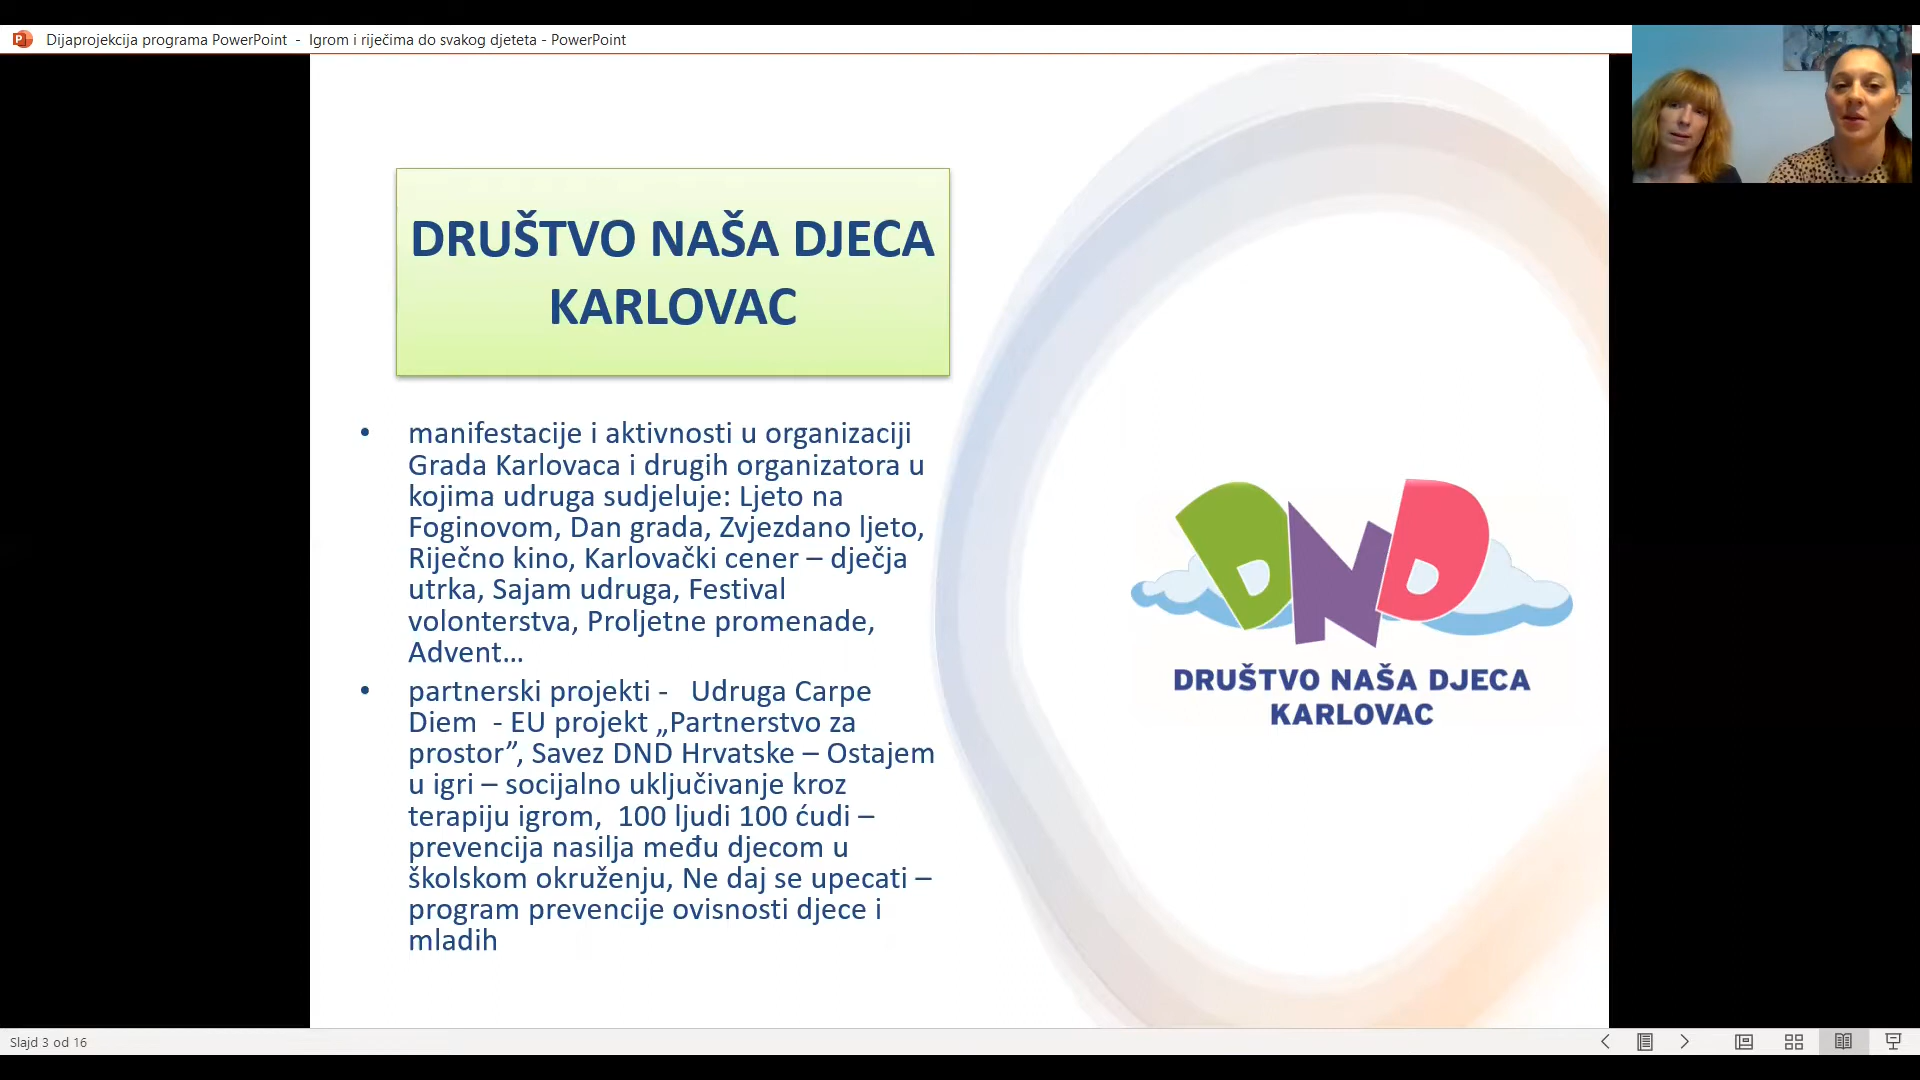 Dijaprojekcija programa PowerPoint - Igrom i riječima do svakog djeteta - PowerPoint
DRUŠTVO NAŠA DJECA
KARLOVAC
• manifestacije i aktivnosti u organizaciji
Grada Karlovaca i drugih organizatora u
kojima udruga sudjeluje: Ljeto na
Foginovom, Dan grada, Zvjezdano ljeto,
Riječno kino, Karlovački cener – dječja
utrka, Sajam udruga, Festival
volonterstva, Proljetne promenade,
Advent…
• partnerski projekti - Udruga Carpe
Diem - EU projekt „Partnerstvo za
prostor”, Savez DND Hrvatske – Ostajem
u igri – socijalno uključivanje kroz
terapiju igrom, 100 ljudi 100 ćudi –
prevencija nasilja među djecom u
školskom okruženju, Ne daj se upecati –
program prevencije ovisnosti djece i
mladih
DND
DRUŠTVO NAŠA DJECA
KARLOVAC
Slajd 3 od 16